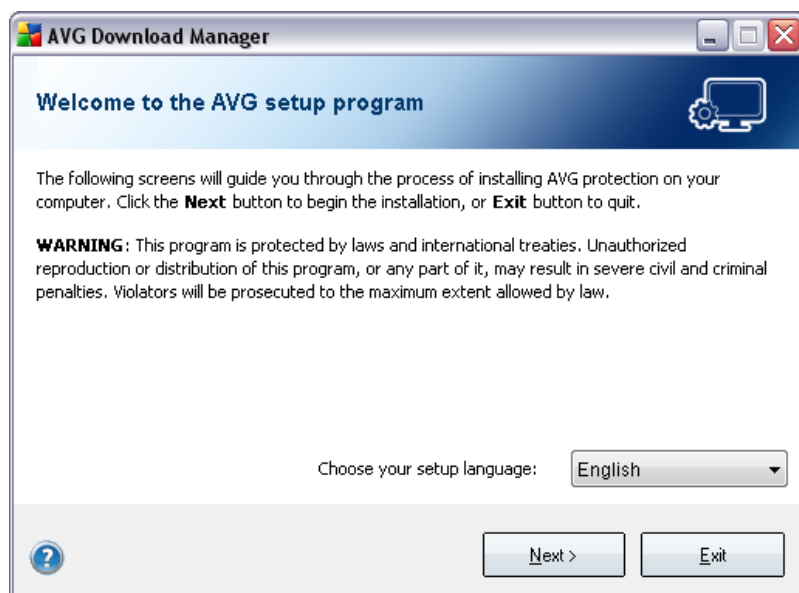 AVG Download Manager
Welcome to the AVG setup program
The following screens will guide you through the process of installing AVG protection on your
computer. Click the Next button to begin the installation, or Exit button to quit.
WARNING: This program is protected by laws and international treaties. Unauthorized
reproduction or distribution of this program, or any part of it, may result in severe civil and criminal
penalties. Violators will be prosecuted to the maximum extent allowed by law.
Choose your setup language: English
? Next > Exit